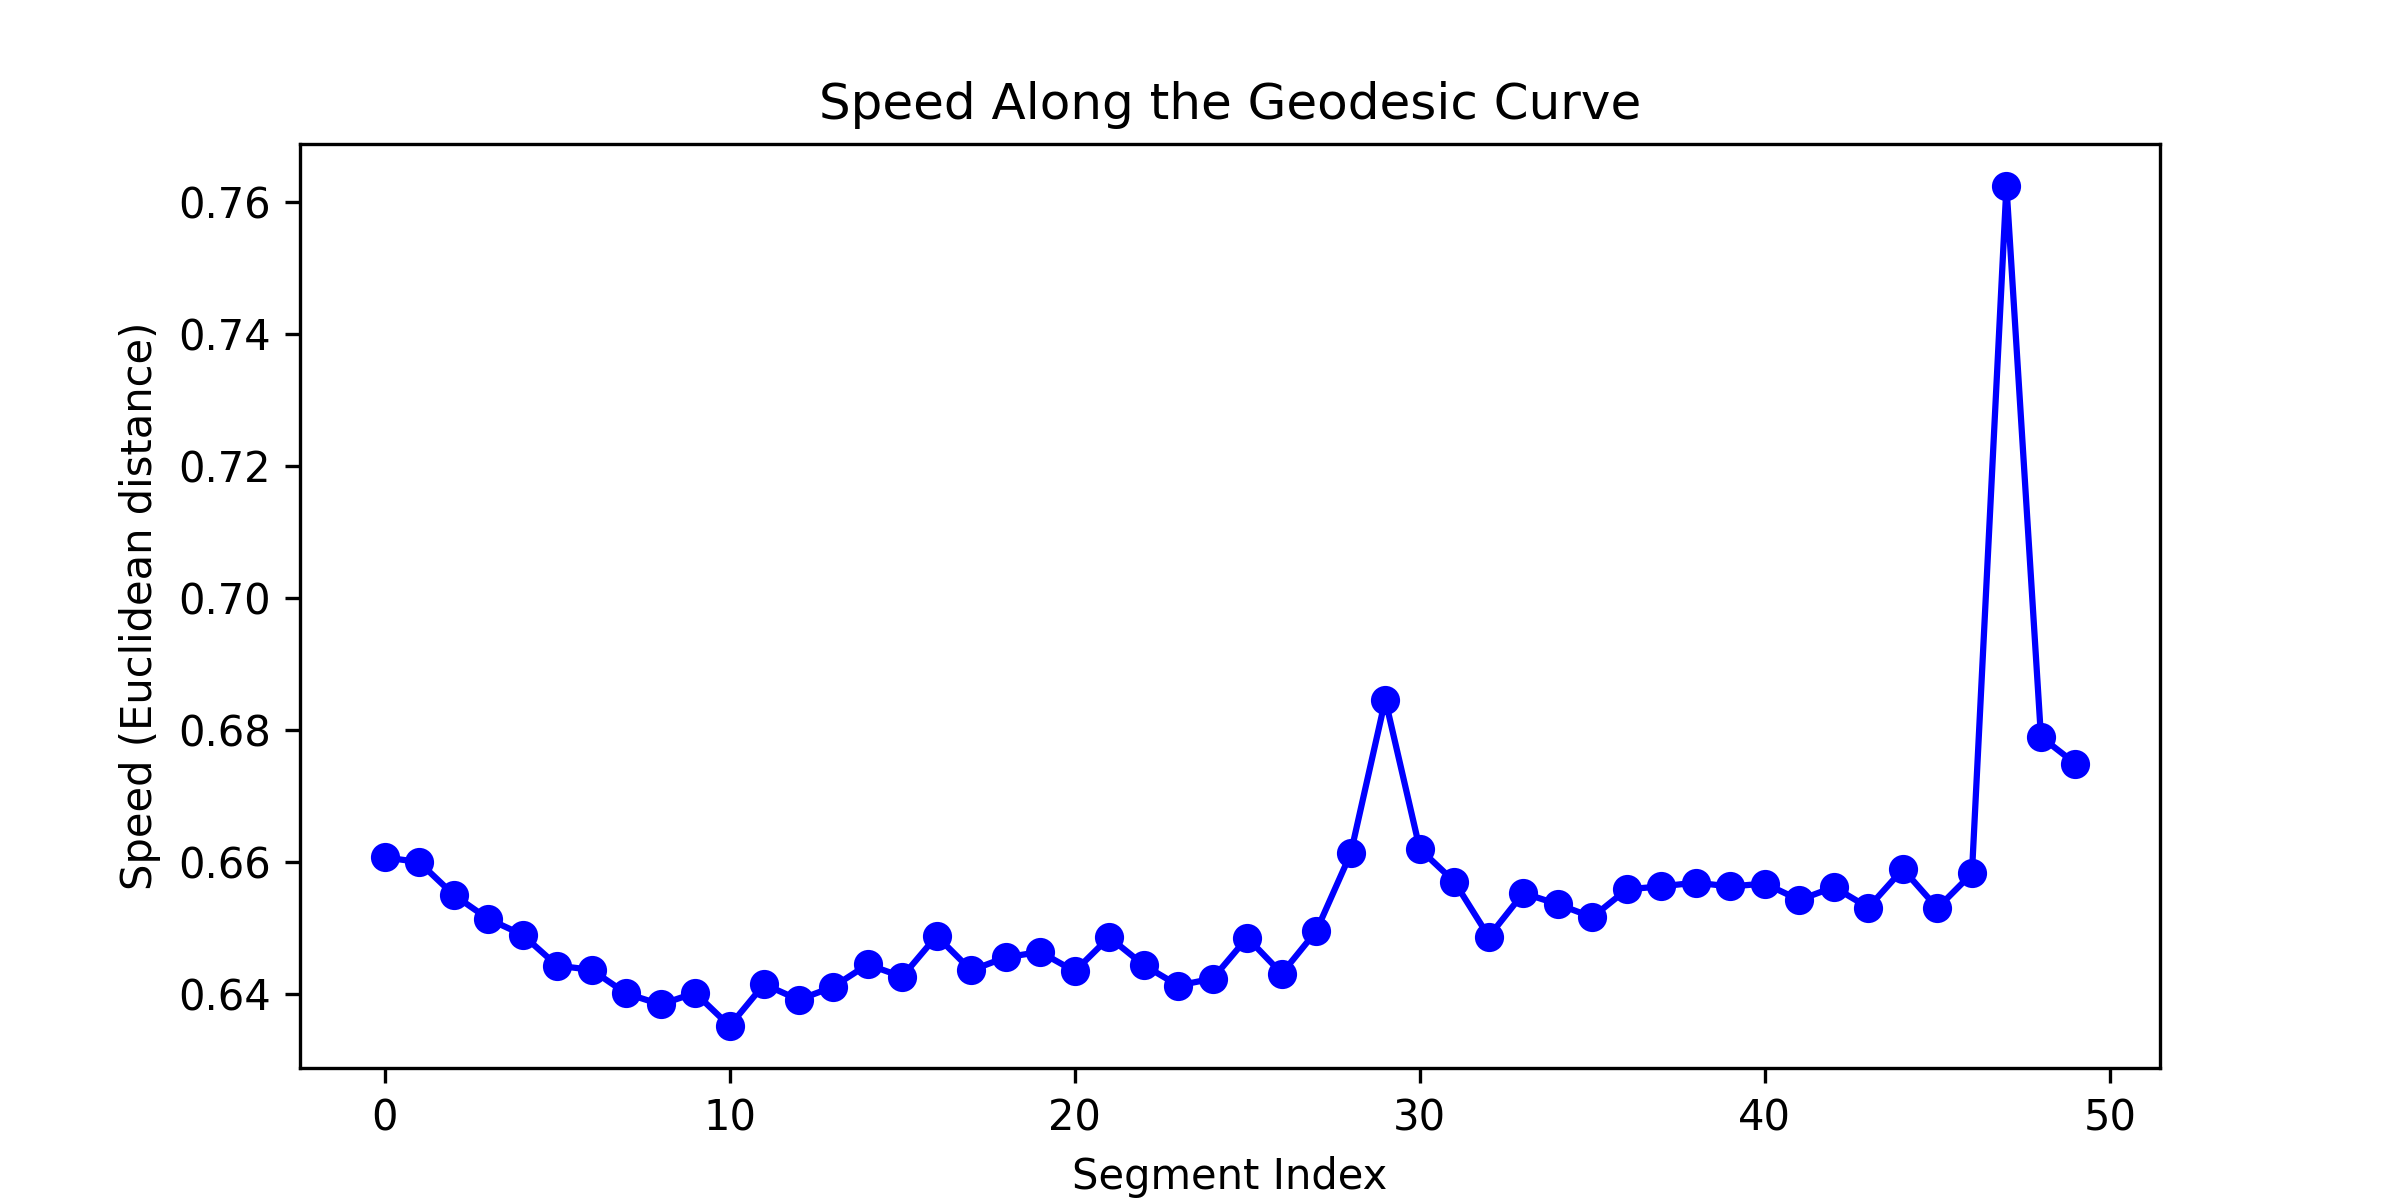 Speed Along the Geodesic Curve
Speed (Euclidean distance)
0.76
0.74
0.72
0.70
0.68
0.66
0.64
0 10 20 30 40 50
Segment Index